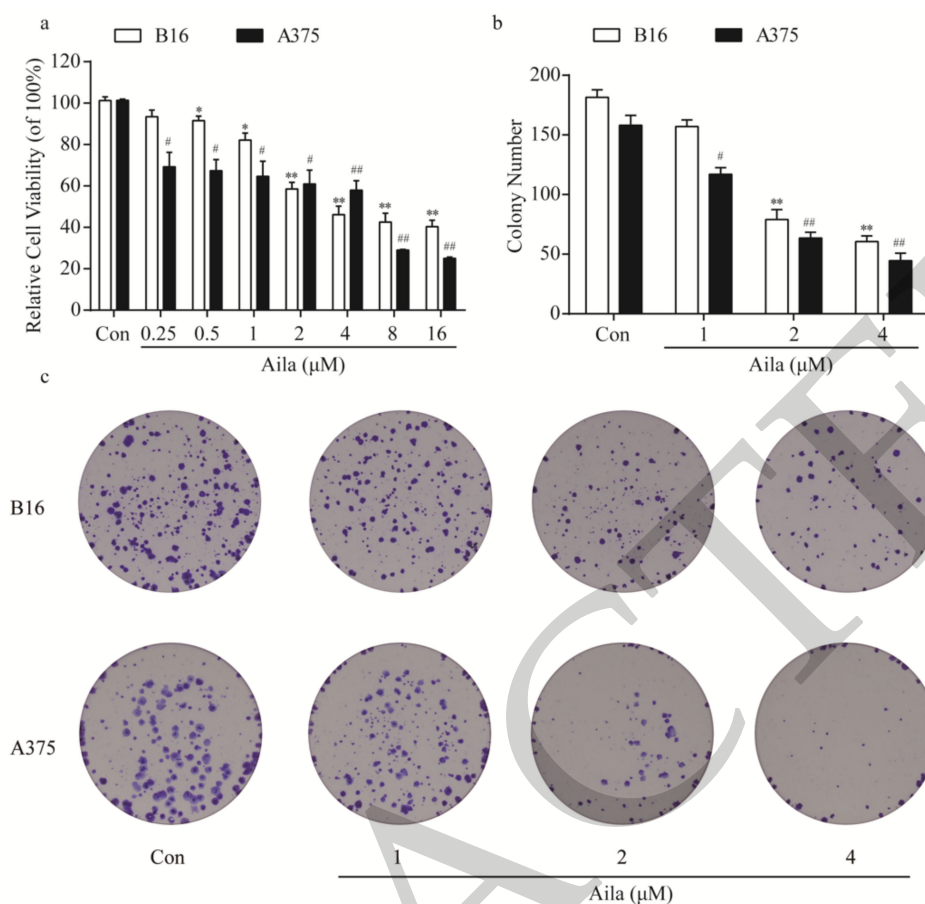 a
B16 A375
Relative Cell Viability (of 100%)
120
100
80
60
40
20
0
# * # * # ** # ** ## ** ## ** ##
Con 0.25 0.5 1 2 4 8 16
Aila (μM)
b
B16 A375
Colony Number
200
150
100
50
0
# ** ## ** ##
Con 1 2 4
Aila (μM)
c
B16
A375
Con 1 2 4
Aila (μM)